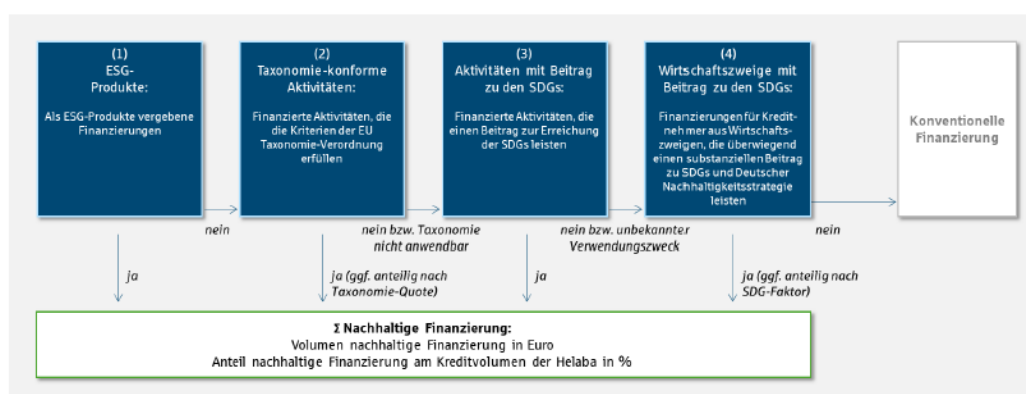 (1)
ESG-
Produkte:
Als ESG-Produkte vergebene
Finanzierungen
(2)
Taxonomie-konforme
Aktivitäten:
Finanzierte Aktivitäten, die
die Kriterien der EU
Taxonomie-Verordnung
erfüllen
(3)
Aktivitäten mit Beitrag
zu den SDGs:
Finanzierte Aktivitäten, die
einen Beitrag zur Erreichung
der SDGs leisten
(4)
Wirtschaftszweige mit
Beitrag zu den SDGs:
Finanzierungen für Kredit-
nehmer aus Wirtschafts-
zweigen, die überwiegend
einen substanziellen Beitrag
zu SDGs und Deutscher
Nachhaltigkeitsstrategie
leisten
Konventionelle
Finanzierung
nein
nein bzw. Taxonomie
nicht anwendbar
nein bzw. unbekannter
Verwendungszweck
nein
ja
ja (ggf. anteilig nach
Taxonomie-Quote)
ja
ja (ggf. anteilig nach
SDG-Faktor)
Σ Nachhaltige Finanzierung:
Volumen nachhaltige Finanzierung in Euro
Anteil nachhaltige Finanzierung am Kreditvolumen der Helaba in %